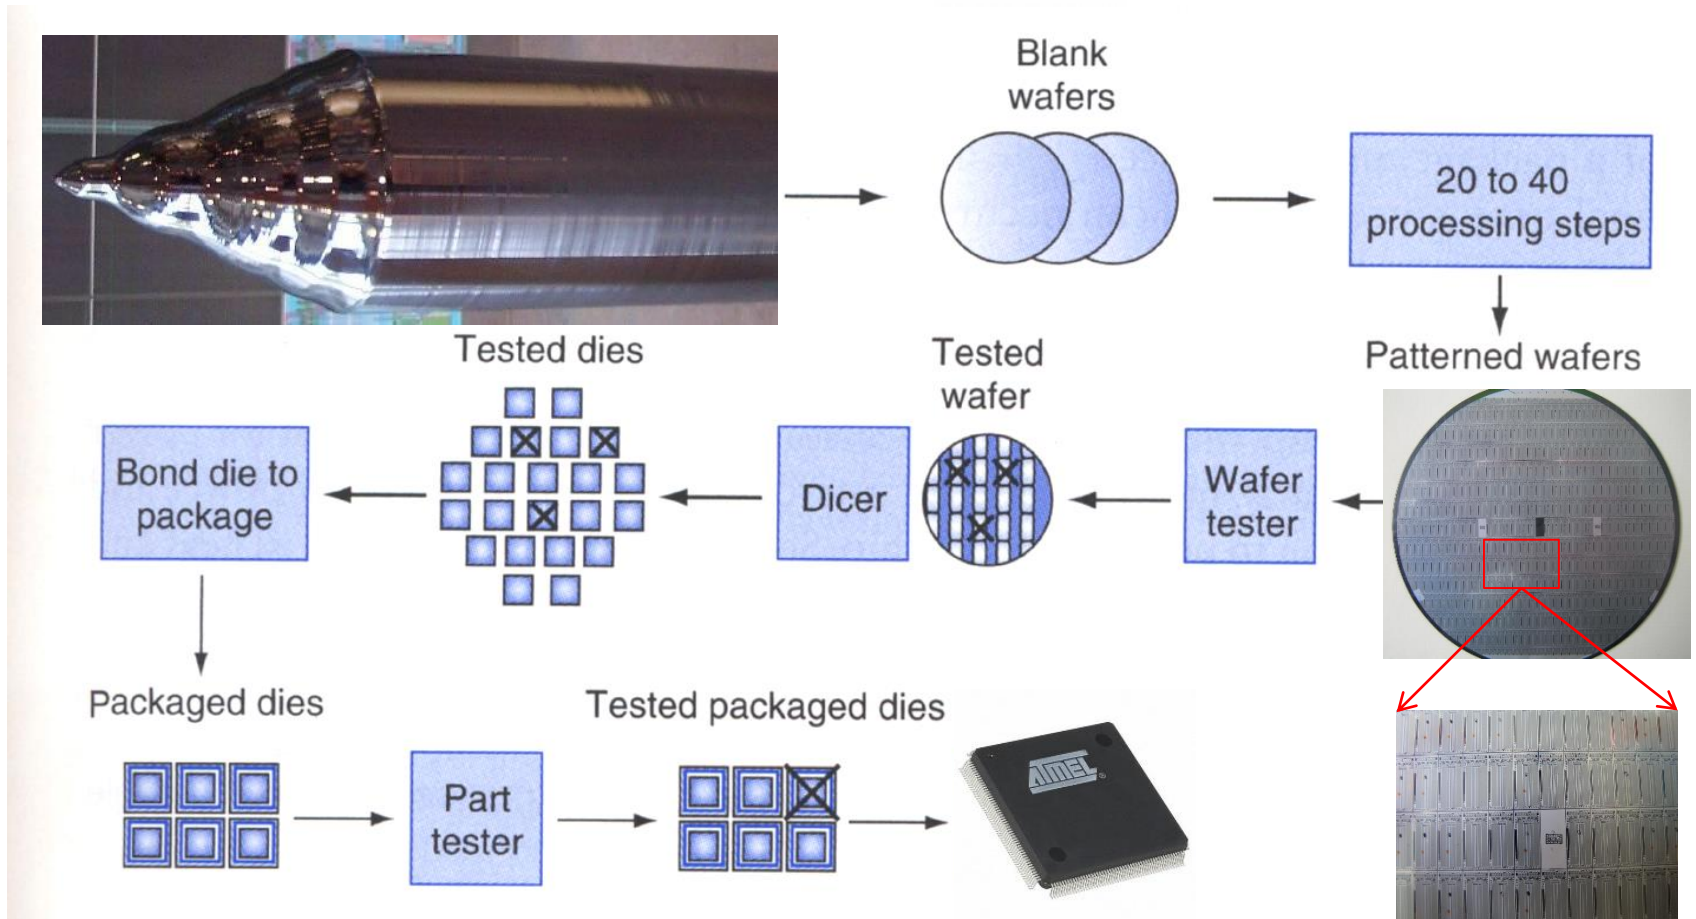 Blank
wafers
20 to 40
processing steps
Patterned wafers
Wafer
tester
Tested
wafer
Dicer
Tested dies
Bond die to
package
Packaged dies
Part
tester
Tested packaged dies
ATMEL®